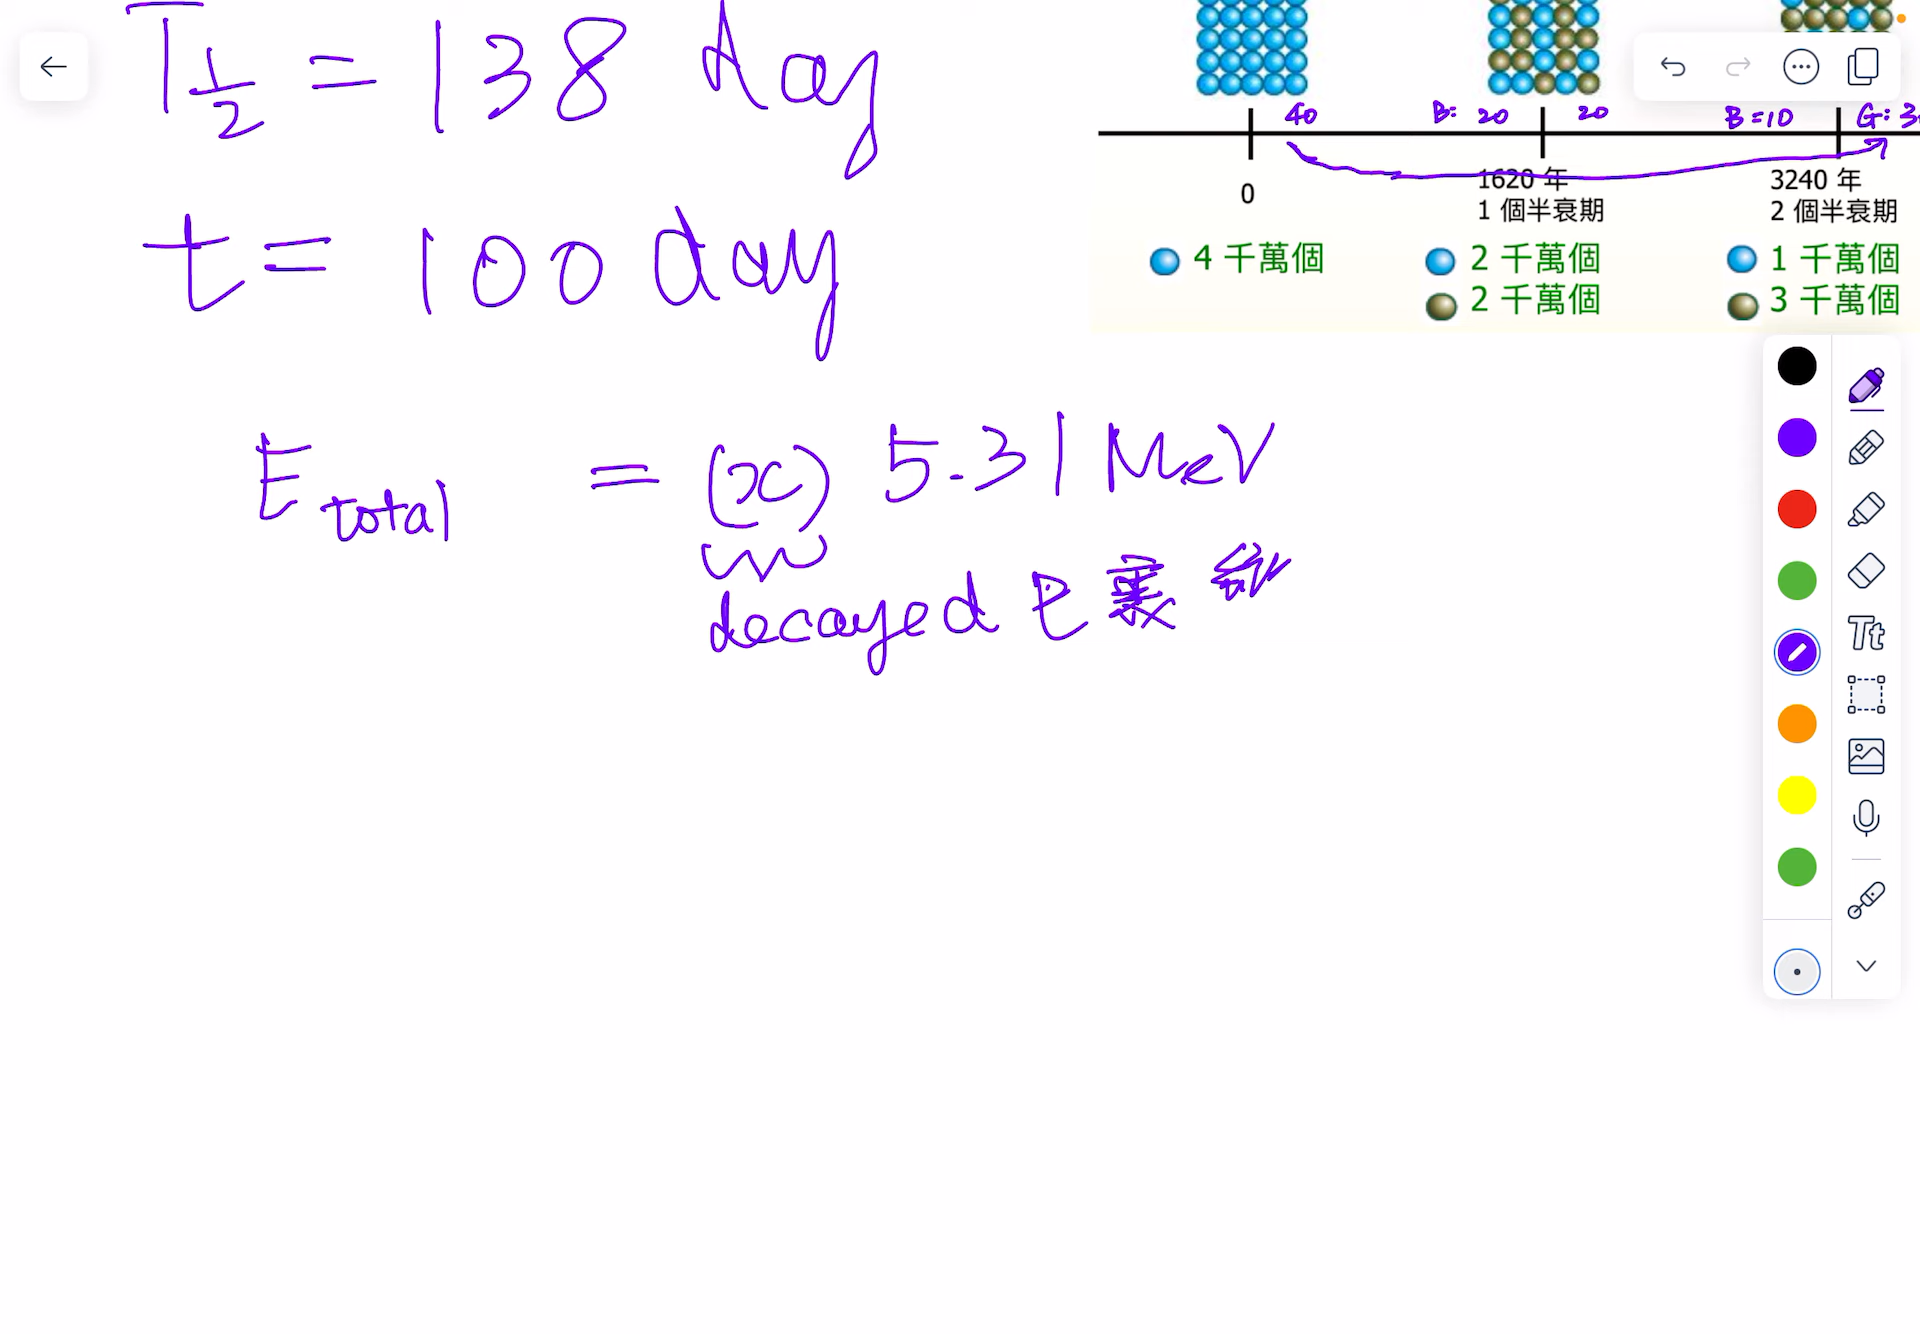 T½ = 138 day
t = 100 day
E total = (x) 5.31 MeV
decayed 已衰
40
B: 20 20
B=10 G: 3
0
1620 年
1 個半衰期
3240 年
2 個半衰期
4 千萬個
2 千萬個
2 千萬個
1 千萬個
3 千萬個
Tt